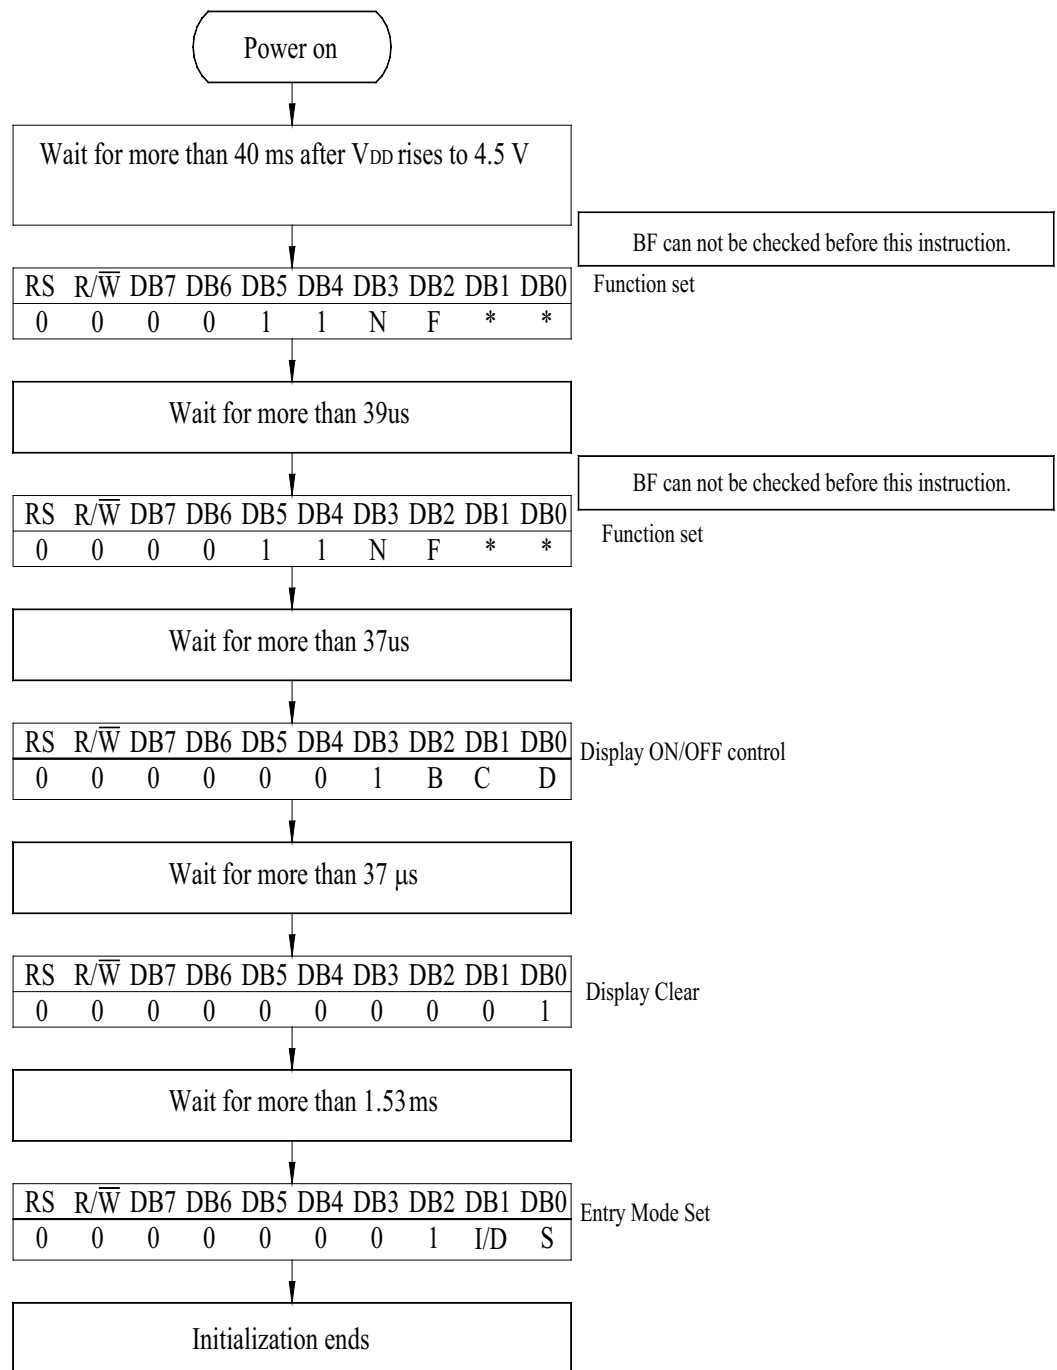 Power on
Wait for more than 40 ms after VDD rises to 4.5 V
BF can not be checked before this instruction.
RS R/W̅ DB7 DB6 DB5 DB4 DB3 DB2 DB1 DB0
Function set
0 0 0 0 1 1 N F * *
Wait for more than 39us
BF can not be checked before this instruction.
RS R/W̅ DB7 DB6 DB5 DB4 DB3 DB2 DB1 DB0
Function set
0 0 0 0 1 1 N F * *
Wait for more than 37us
RS R/W̅ DB7 DB6 DB5 DB4 DB3 DB2 DB1 DB0
Display ON/OFF control
0 0 0 0 0 0 1 B C D
Wait for more than 37 μs
RS R/W̅ DB7 DB6 DB5 DB4 DB3 DB2 DB1 DB0
Display Clear
0 0 0 0 0 0 0 0 0 1
Wait for more than 1.53ms
RS R/W̅ DB7 DB6 DB5 DB4 DB3 DB2 DB1 DB0
Entry Mode Set
0 0 0 0 0 0 0 1 I/D S
Initialization ends